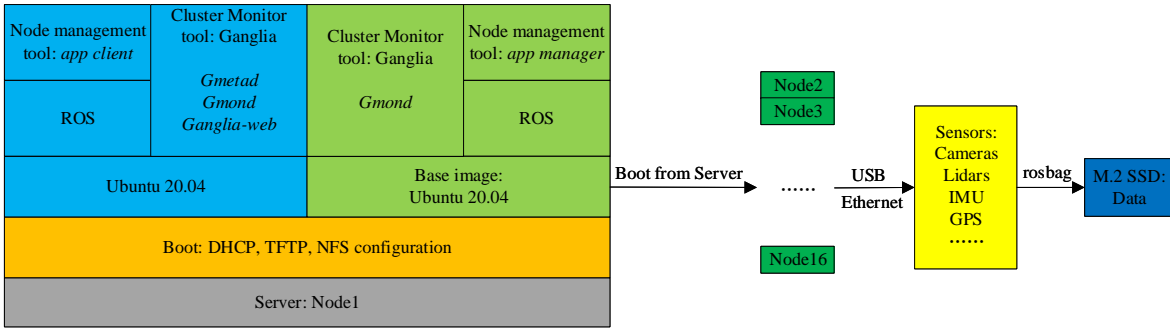 Node management
tool: app client
ROS
Cluster Monitor
tool: Ganglia
Gmetad
Gmond
Ganglia-web
Cluster Monitor
tool: Ganglia
Gmond
Node management
tool: app manager
ROS
Ubuntu 20.04
Base image:
Ubuntu 20.04
Boot: DHCP, TFTP, NFS configuration
Server: Node1
Boot from Server
Node2
Node3
......
Node16
USB
Ethernet
Sensors:
Cameras
Lidars
IMU
GPS
......
rosbag
M.2 SSD:
Data